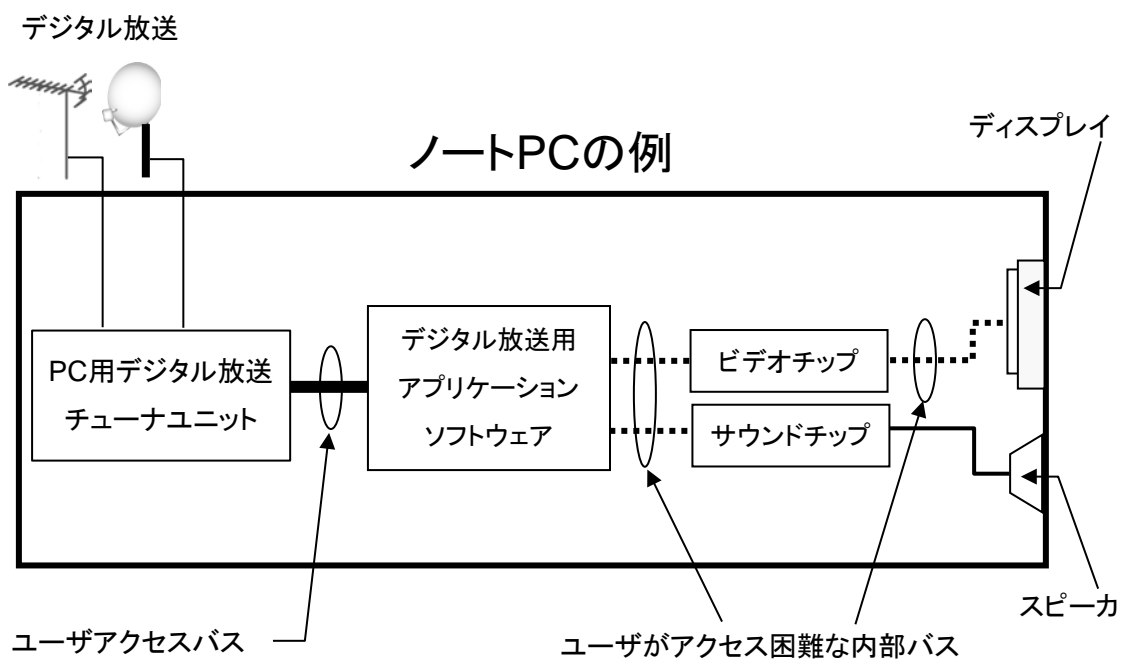 デジタル放送
ディスプレイ
ノートPCの例
PC用デジタル放送
チューナユニット
デジタル放送用
アプリケーション
ソフトウェア
ビデオチップ
サウンドチップ
スピーカ
ユーザアクセスバス
ユーザがアクセス困難な内部バス